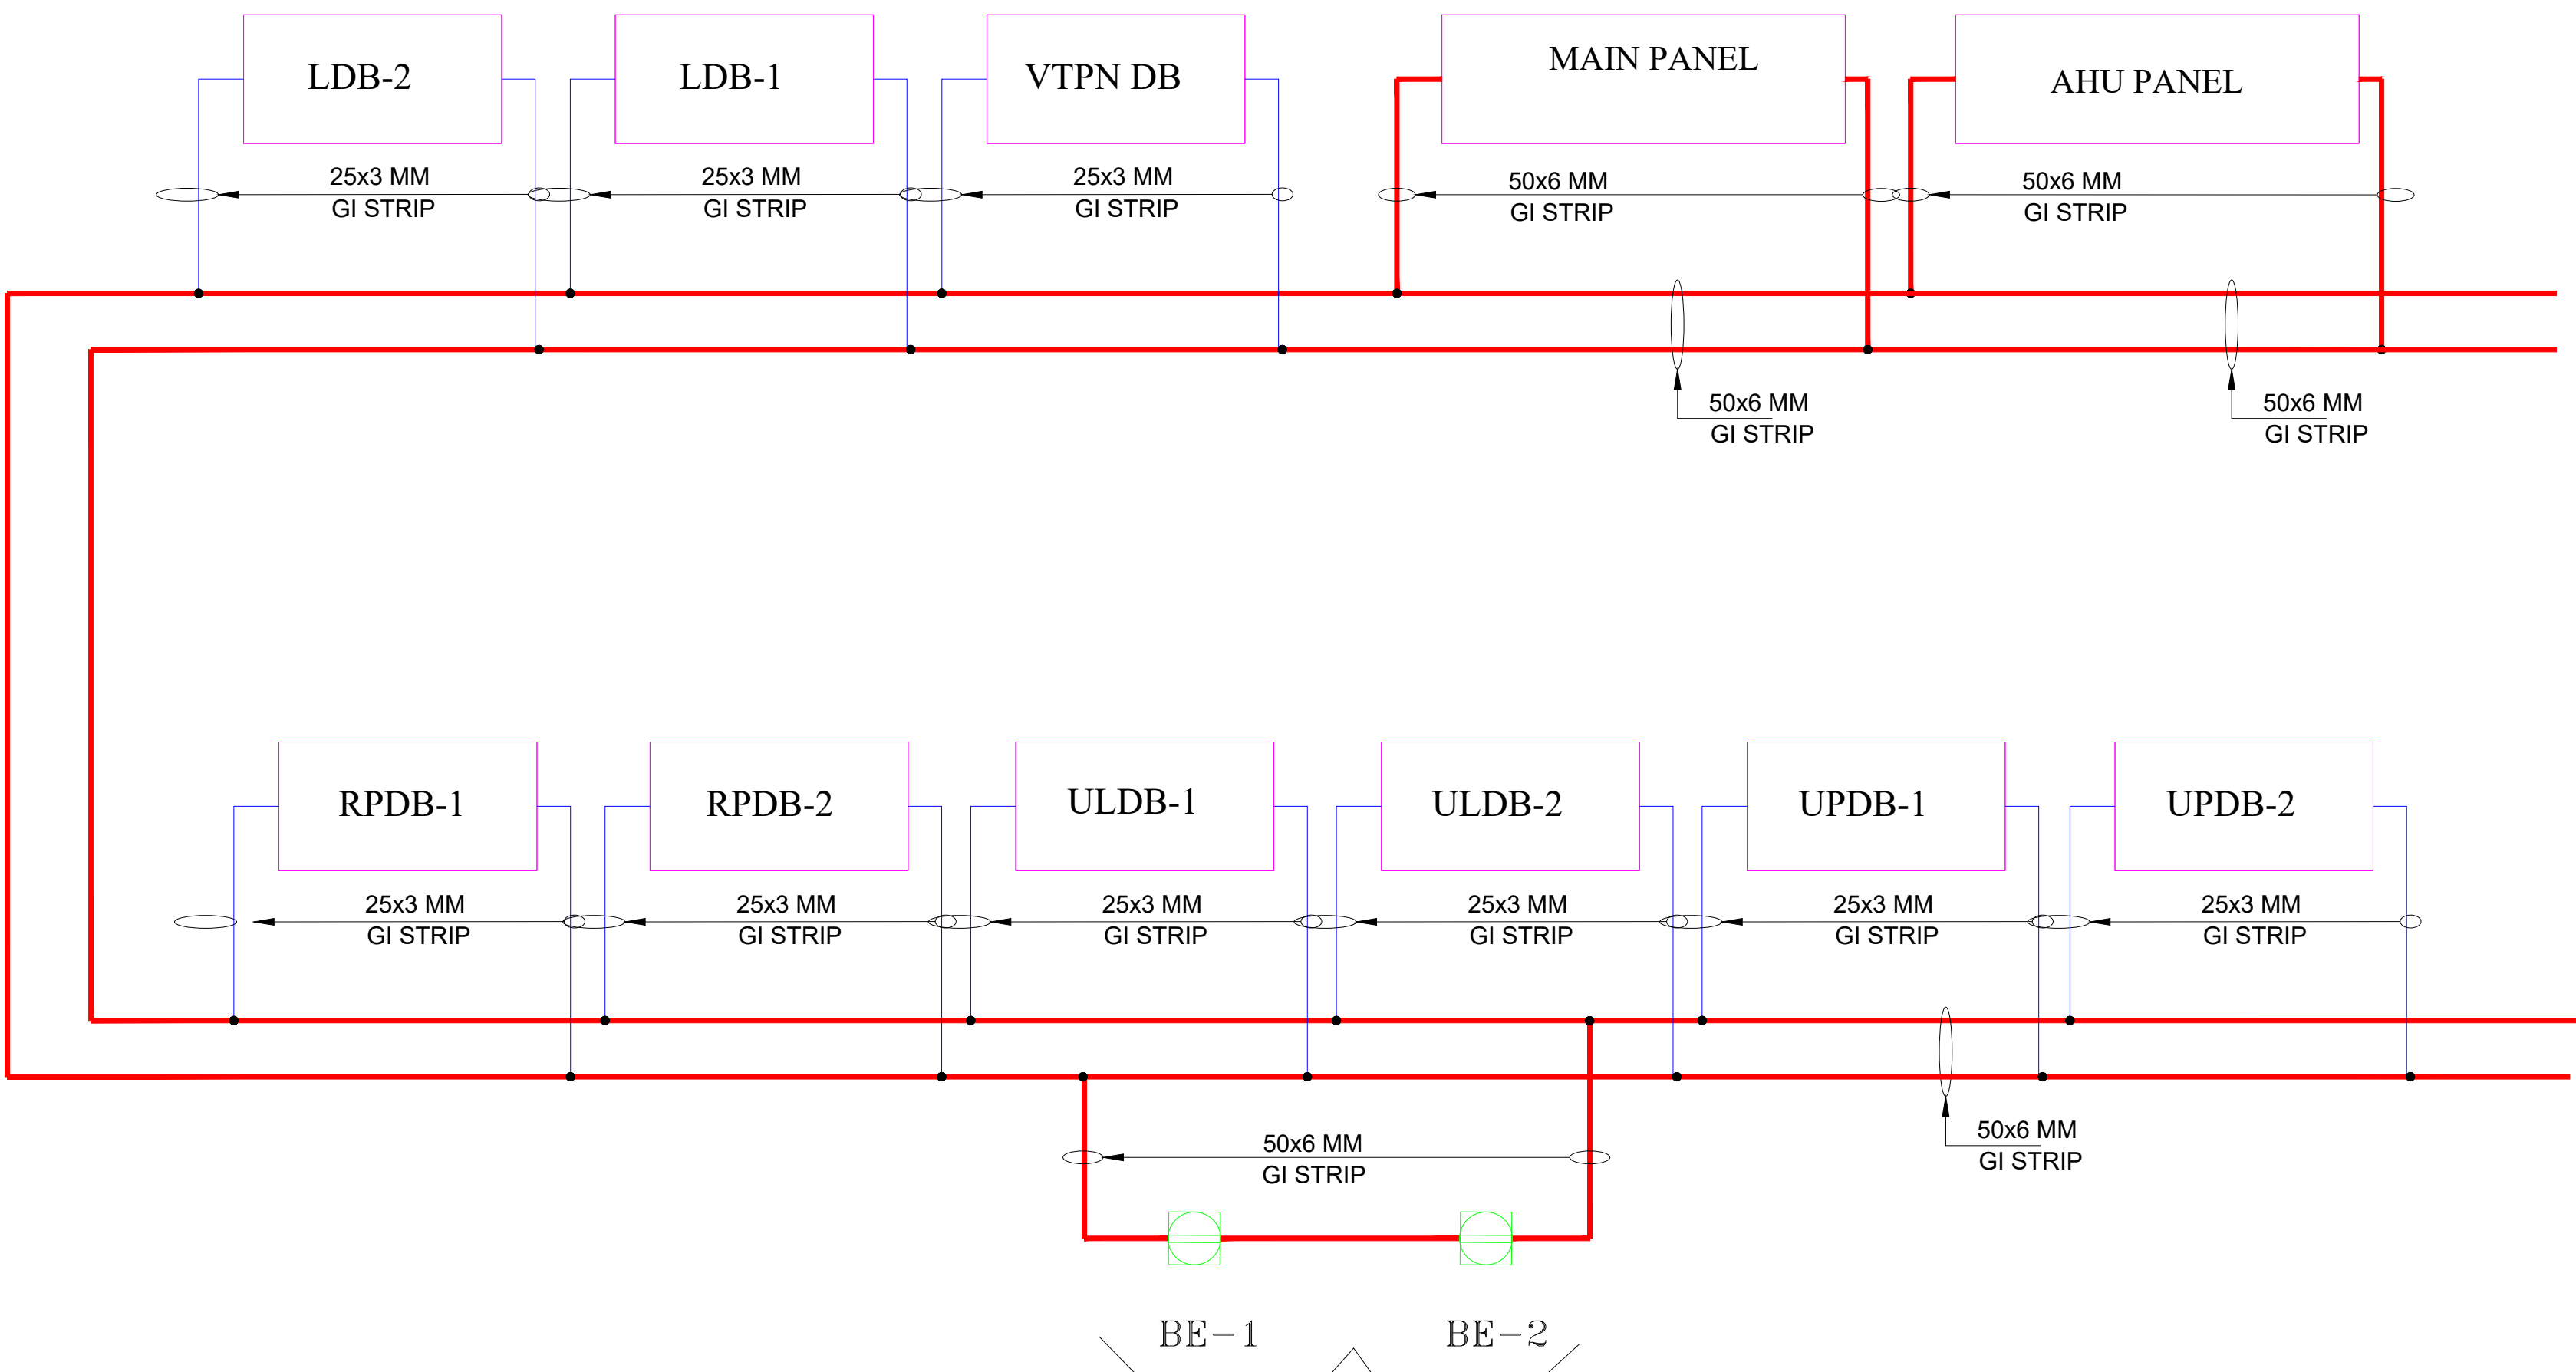 LDB-2
LDB-1
VTPN DB
MAIN PANEL
AHU PANEL
25x3 MM
GI STRIP
25x3 MM
GI STRIP
25x3 MM
GI STRIP
50x6 MM
GI STRIP
50x6 MM
GI STRIP
50x6 MM
GI STRIP
50x6 MM
GI STRIP
RPDB-1
RPDB-2
ULDB-1
ULDB-2
UPDB-1
UPDB-2
25x3 MM
GI STRIP
25x3 MM
GI STRIP
25x3 MM
GI STRIP
25x3 MM
GI STRIP
25x3 MM
GI STRIP
25x3 MM
GI STRIP
50x6 MM
GI STRIP
50x6 MM
GI STRIP
BE-1
BE-2